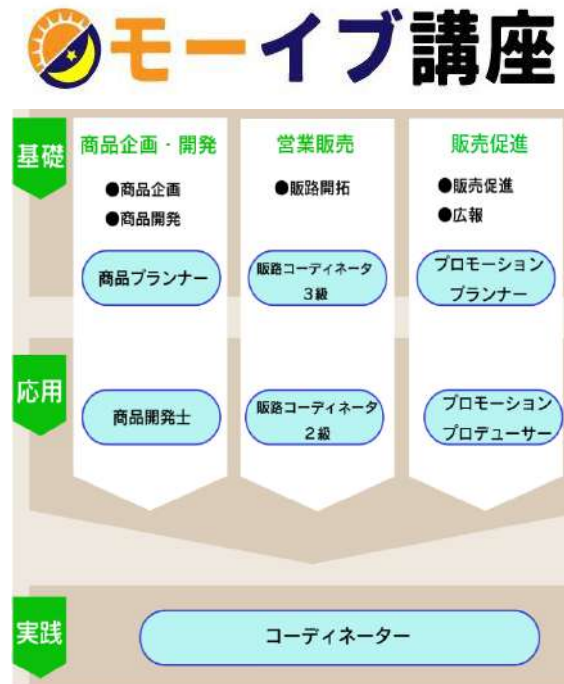 モーイブ講座
基礎
商品企画・開発
●商品企画
●商品開発
商品プランナー
営業販売
●販路開拓
販路コーディネータ
3級
販売促進
●販売促進
●広報
プロモーション
プランナー
応用
商品開発士
販路コーディネータ
2級
プロモーション
プロデューサー
実践
コーディネーター